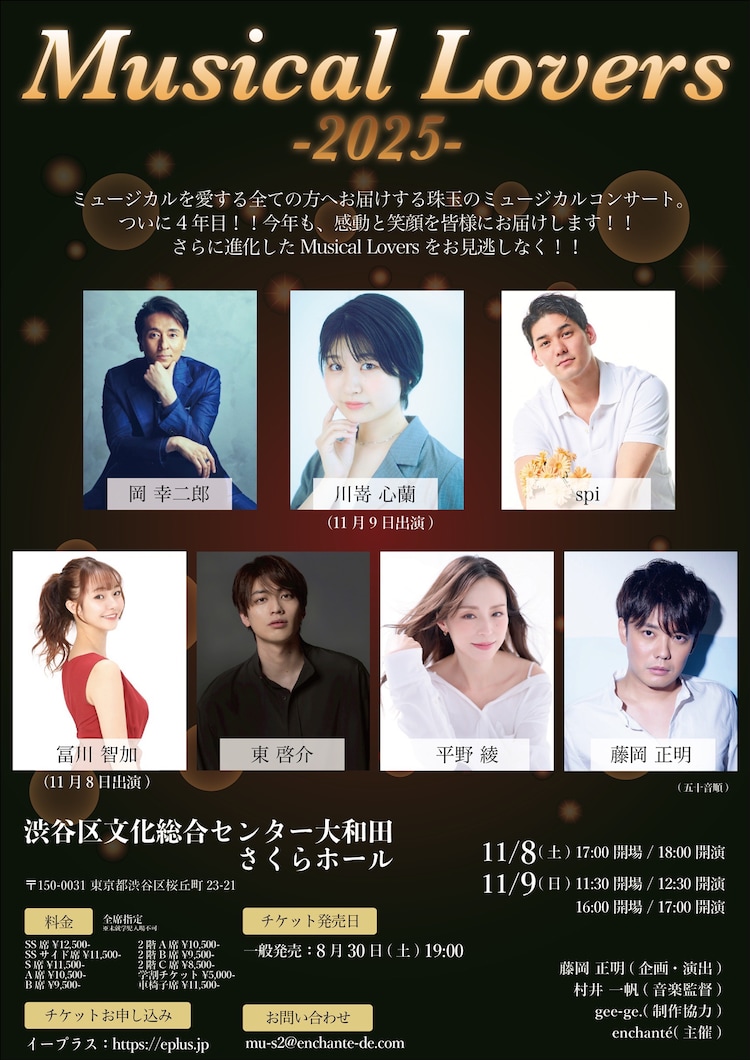 Musical Lovers
-2025-
ミュージカルを愛する全ての方へお届けする珠玉のミュージカルコンサート。
ついに４年目！！今年も、感動と笑顔を皆様にお届けします！！
さらに進化した Musical Lovers をお見逃しなく！！
岡 幸二郎
川嵜 心蘭
spi
(11 月 9 日出演 )
冨川 智加
東 啓介
平野 綾
藤岡 正明
(11 月 8 日出演 )
( 五十音順 )
渋谷区文化総合センター大和田
さくらホール
〒150-0031 東京都渋谷区桜丘町 23-21
11/8 ( 土 ) 17:00 開場 / 18:00 開演
11/9 ( 日 ) 11:30 開場 / 12:30 開演
16:00 開場 / 17:00 開演
料金
全席指定
※未就学児入場不可
SS 席 ¥12,500-
SS サイド席 ¥11,500-
S 席 ¥11,500-
A 席 ¥10,500-
B 席 ¥9,500-
2 階 A 席 ¥10,500-
2 階 B 席 ¥9,500-
2 階 C 席 ¥8,500-
学割チケット ¥5,000-
車椅子席 ¥11,500-
チケット発売日
一般発売：8 月 30 日 ( 土 ) 19:00
チケットお申し込み
イープラス：https://eplus.jp
お問い合わせ
mu-s2@enchante-de.com
藤岡 正明 ( 企画・演出 )
村井 一帆 ( 音楽監督 )
gee-ge.( 制作協力 )
enchanté( 主催 )